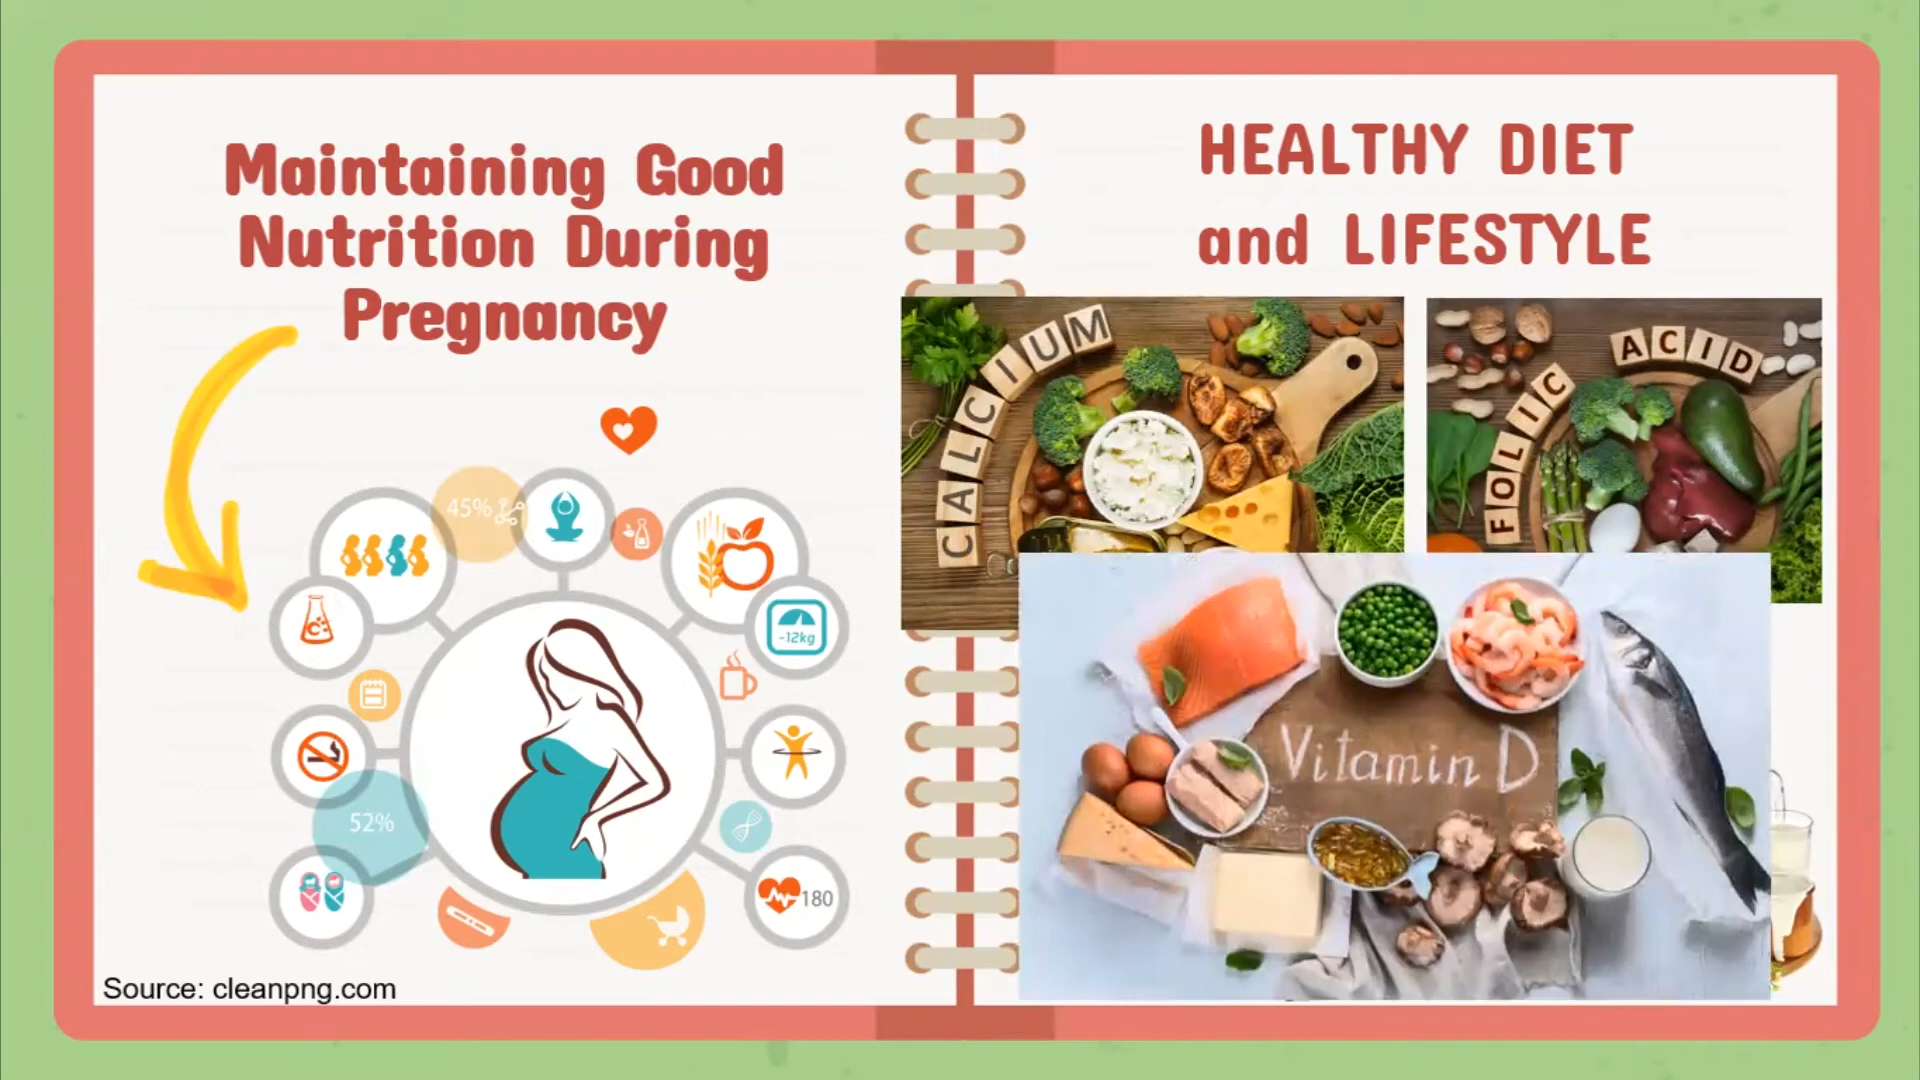 Maintaining Good
Nutrition During
Pregnancy
45%
-12kg
52%
180
Source: cleanpng.com
HEALTHY DIET
and LIFESTYLE
CALCIUM
FOLIC ACID
Vitamin D